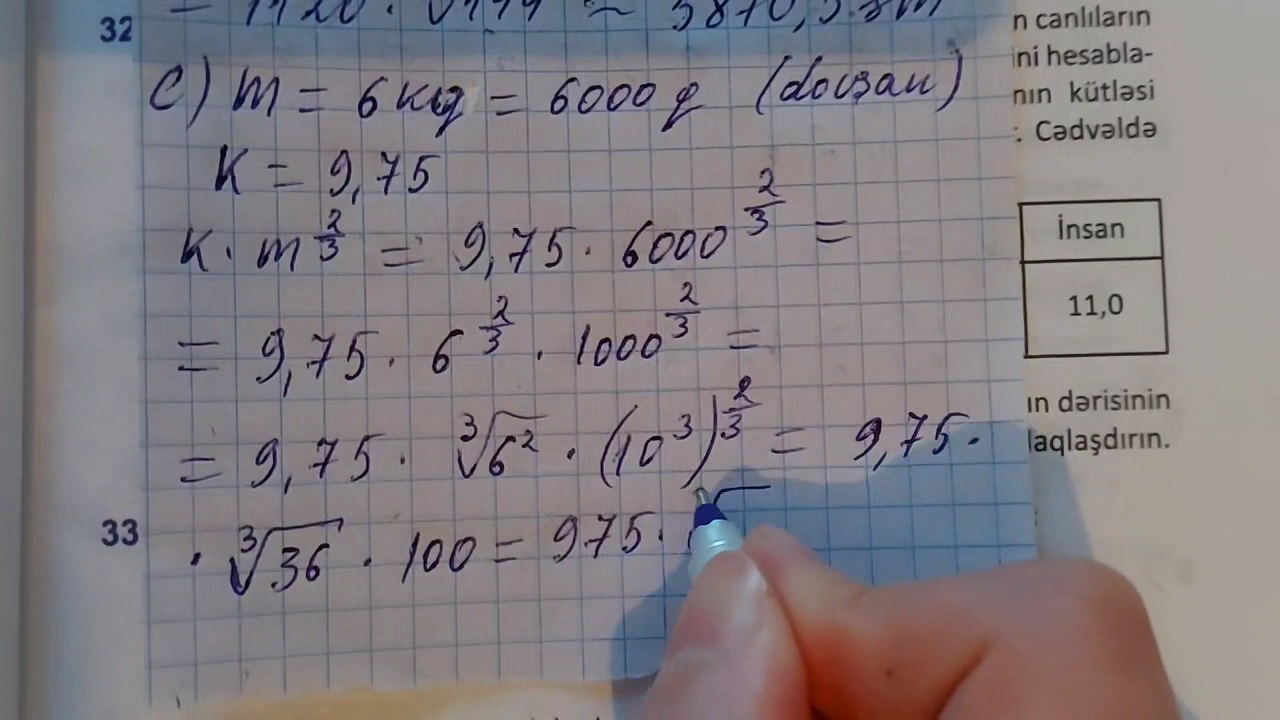 32
C) m = 6 kg = 6000 g (dovşan)
K = 9,75
K · m^{2/3} = 9,75 · 6000^{2/3} =
= 9,75 · 6^{2/3} · 1000^{2/3} =
= 9,75 · ∛6² · (10³)^{2/3} = 9,75 ·
33
· ∛36 · 100 = 975 ·
n canlıların
ni hesabla-
nın kütləsi
: Cədvəldə
İnsan
11,0
ın dərisinin
laqlaşdırın.